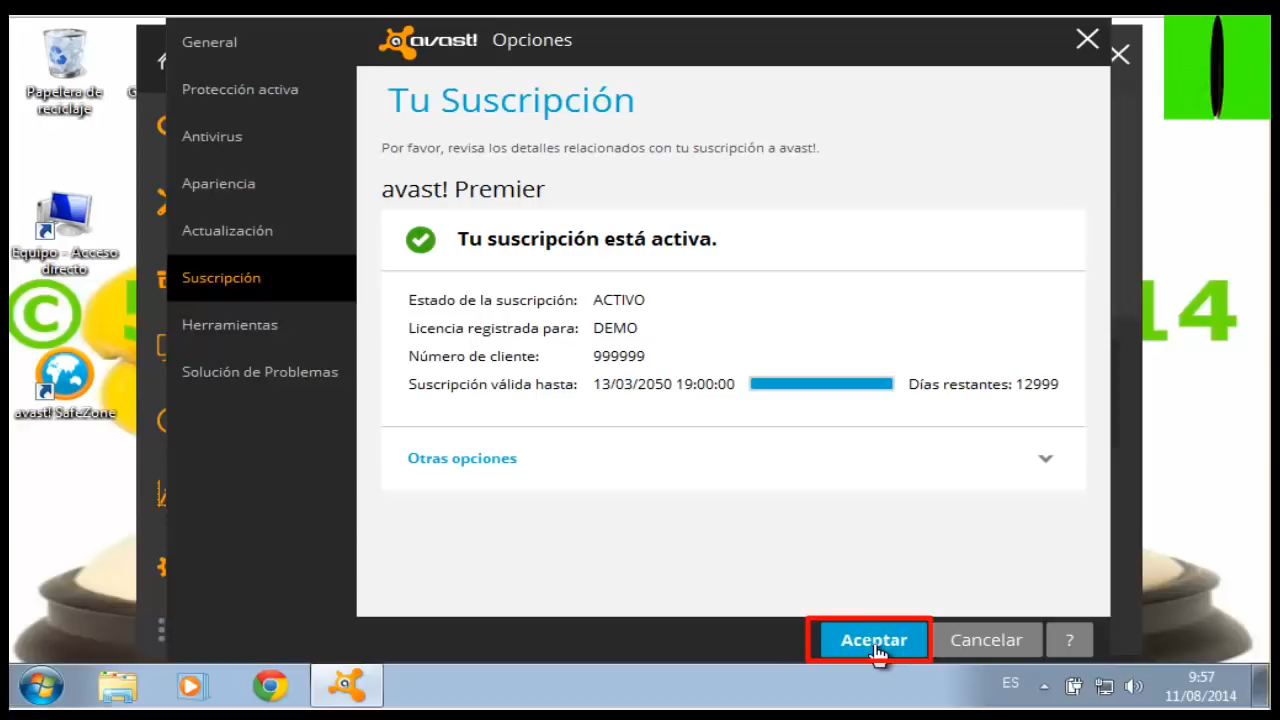 Papelera de
reciclaje
Equipo - Acceso
directo
avast! SafeZone
G
General
Protección activa
Antivirus
Apariencia
Actualización
Suscripción
Herramientas
Solución de Problemas
avast! Opciones
Tu Suscripción
Por favor, revisa los detalles relacionados con tu suscripción a avast!.
avast! Premier
Tu suscripción está activa.
Estado de la suscripción: ACTIVO
Licencia registrada para: DEMO
Número de cliente: 999999
Suscripción válida hasta: 13/03/2050 19:00:00 Días restantes: 12999
Otras opciones
Aceptar Cancelar ?
© 14
ES
9:57
11/08/2014